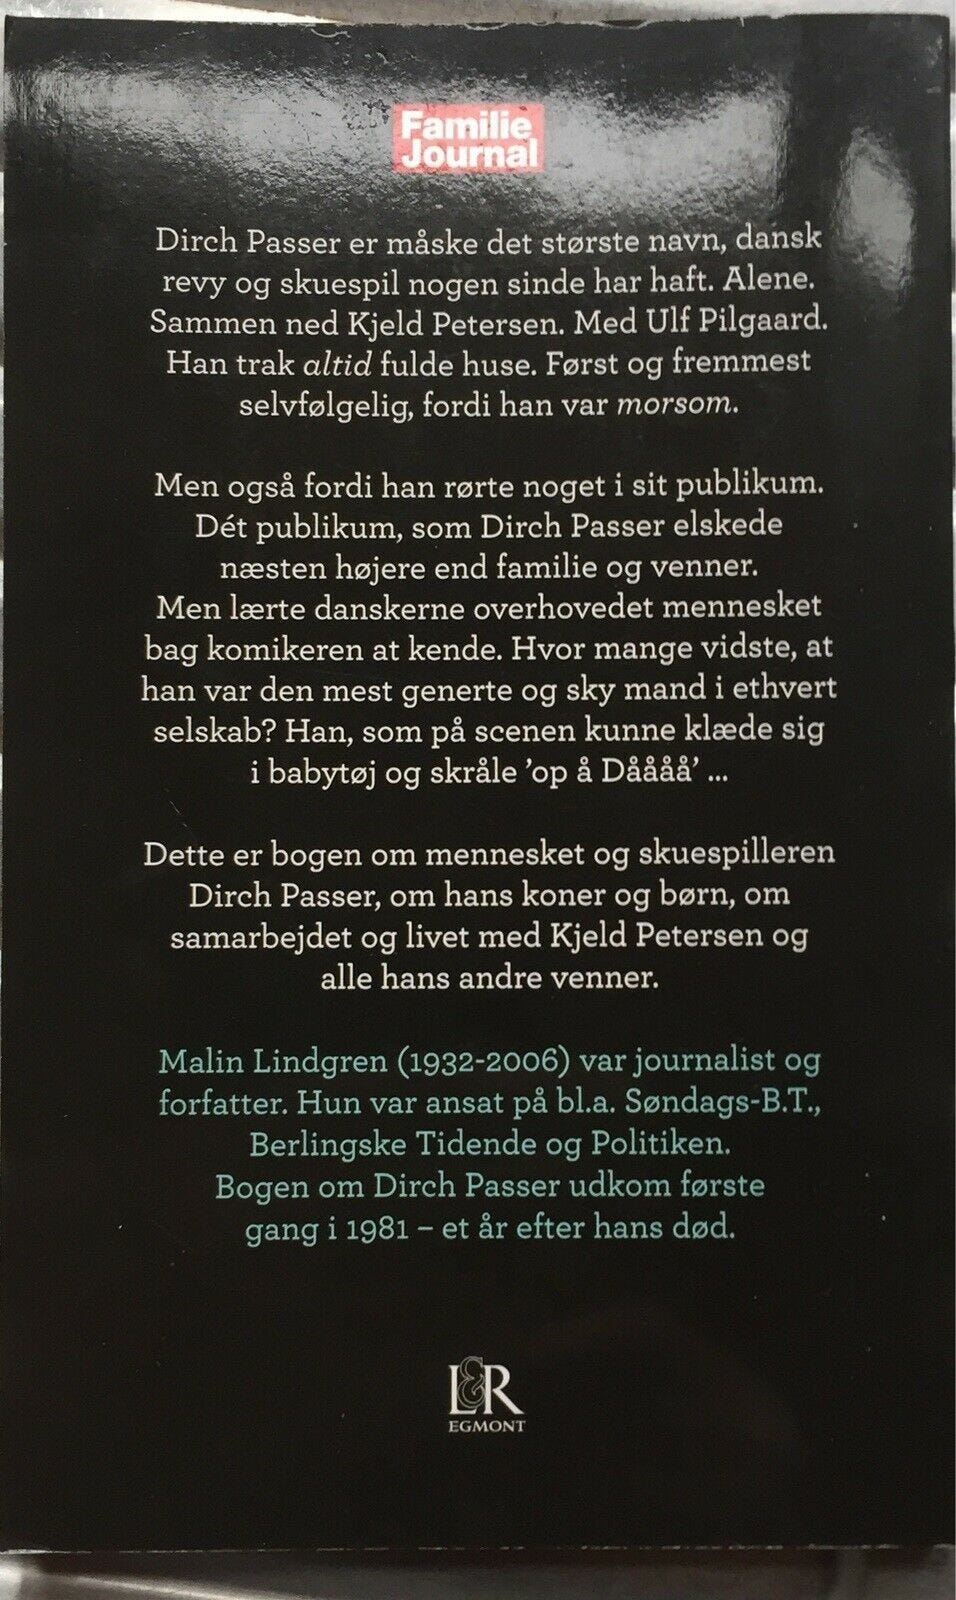 Familie
Journal
Dirch Passer er måske det største navn, dansk
revy og skuespil nogen sinde har haft. Alene.
Sammen ned Kjeld Petersen. Med Ulf Pilgaard.
Han trak altid fulde huse. Først og fremmest
selvfølgelig, fordi han var morsom.
Men også fordi han rørte noget i sit publikum.
Dét publikum, som Dirch Passer elskede
næsten højere end familie og venner.
Men lærte danskerne overhovedet mennesket
bag komikeren at kende. Hvor mange vidste, at
han var den mest generte og sky mand i ethvert
selskab? Han, som på scenen kunne klæde sig
i babytøj og skråle ’op å Dåååå’ ...
Dette er bogen om mennesket og skuespilleren
Dirch Passer, om hans koner og børn, om
samarbejdet og livet med Kjeld Petersen og
alle hans andre venner.
Malin Lindgren (1932-2006) var journalist og
forfatter. Hun var ansat på bl.a. Søndags-B.T.,
Berlingske Tidende og Politiken.
Bogen om Dirch Passer udkom første
gang i 1981 – et år efter hans død.
L&R
EGMONT